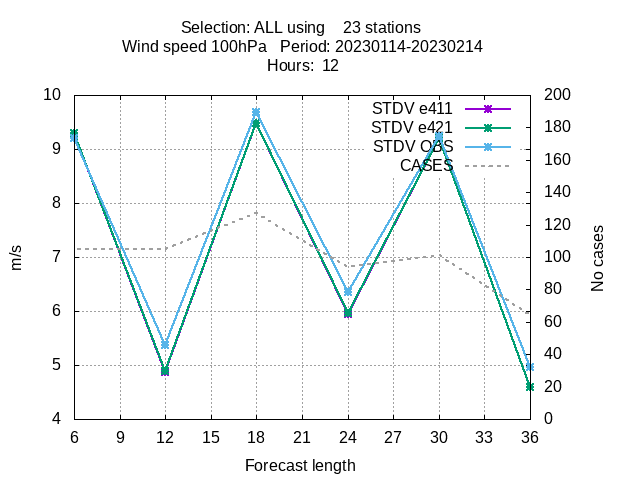 Selection: ALL using    23 stations
Wind speed 100hPa   Period: 20230114-20230214
Hours:  12
STDV e411
STDV e421
STDV OBS
CASES
m/s
No cases
10
9
8
7
6
5
4
200
180
160
140
120
100
80
60
40
20
0
6 9 12 15 18 21 24 27 30 33 36
Forecast length